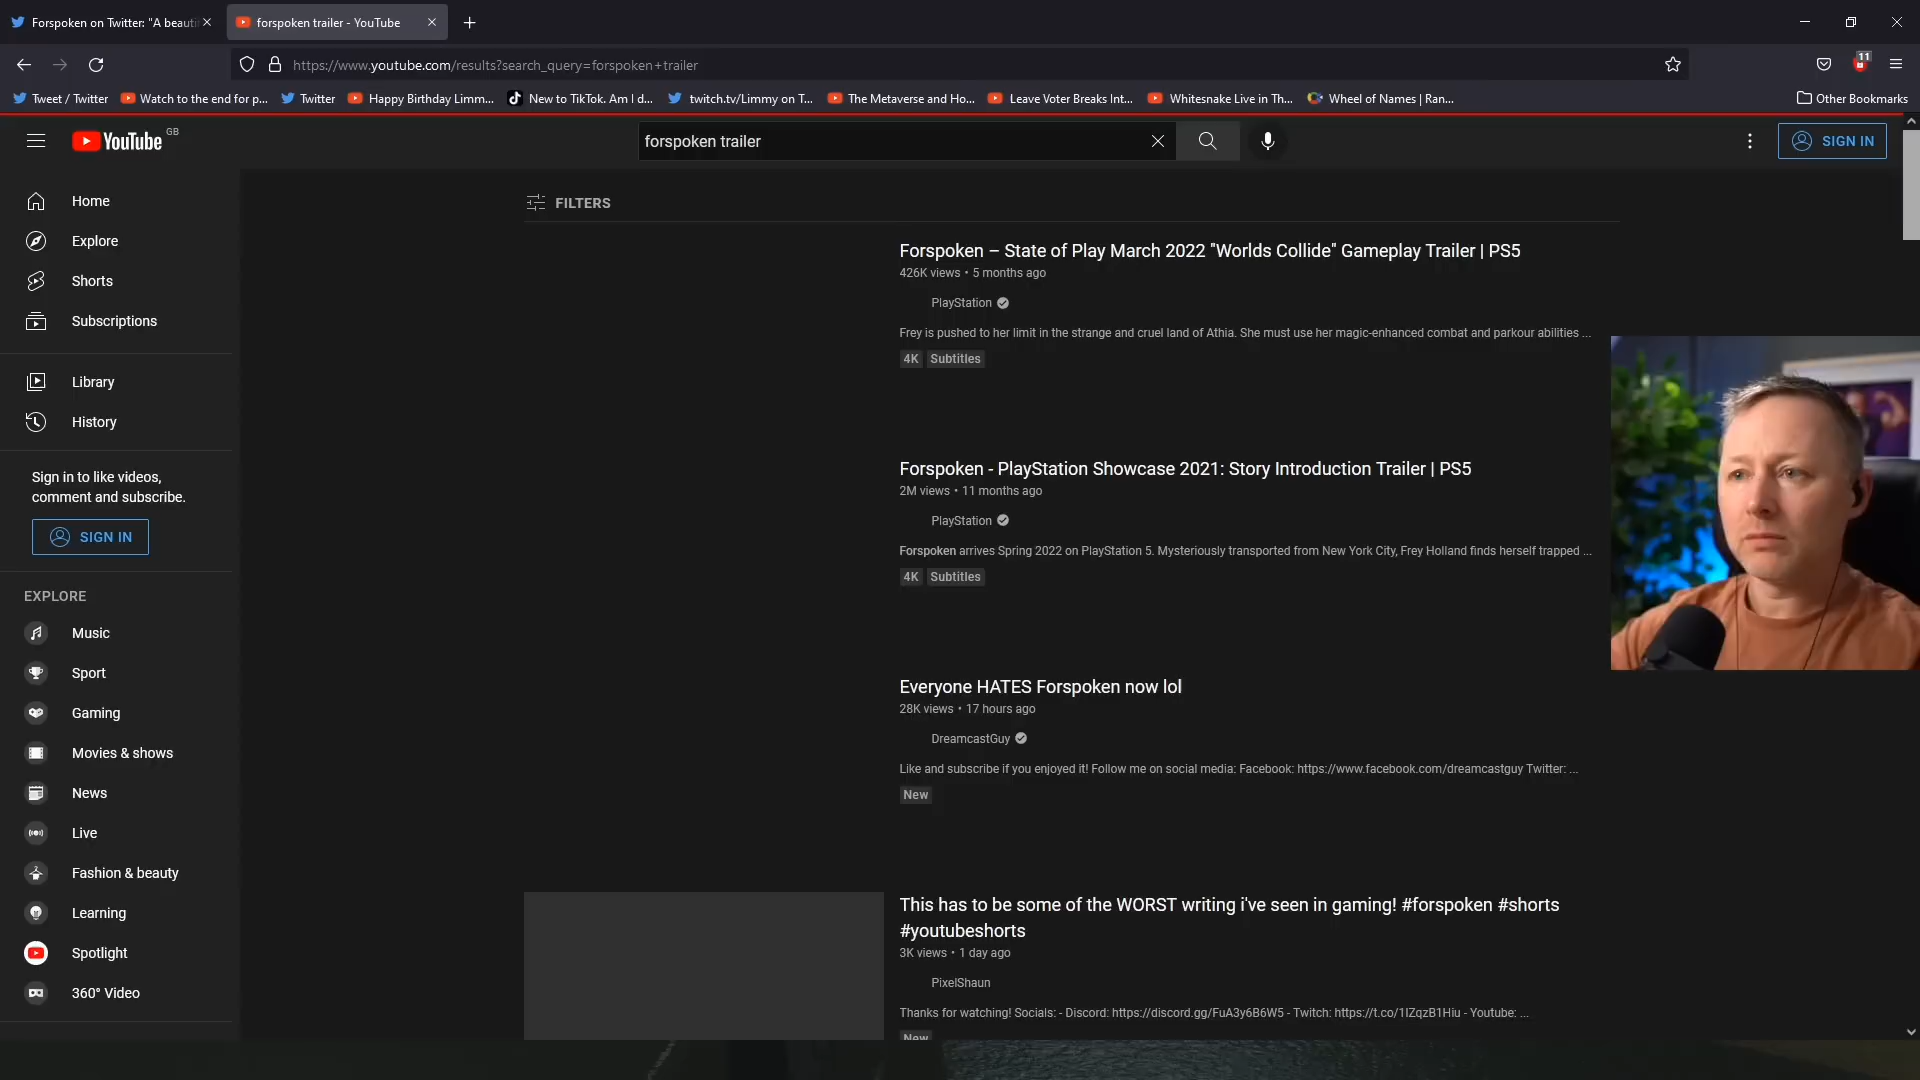 Forspoken on Twitter: "A beauti
forspoken trailer - YouTube
https://www.youtube.com/results?search_query=forspoken+trailer
11
Tweet / Twitter
Watch to the end for p...
Twitter
Happy Birthday Limm...
New to TikTok. Am I d...
twitch.tv/Limmy on T...
The Metaverse and Ho...
Leave Voter Breaks Int...
Whitesnake Live in Th...
Wheel of Names | Ran...
Other Bookmarks
YouTube GB
forspoken trailer
SIGN IN
Home
Explore
Shorts
Subscriptions
Library
History
Sign in to like videos,
comment and subscribe.
SIGN IN
EXPLORE
Music
Sport
Gaming
Movies & shows
News
Live
Fashion & beauty
Learning
Spotlight
360° Video
FILTERS
Forspoken – State of Play March 2022 "Worlds Collide" Gameplay Trailer | PS5
426K views • 5 months ago
PlayStation
Frey is pushed to her limit in the strange and cruel land of Athia. She must use her magic-enhanced combat and parkour abilities ...
4K Subtitles
Forspoken - PlayStation Showcase 2021: Story Introduction Trailer | PS5
2M views • 11 months ago
PlayStation
Forspoken arrives Spring 2022 on PlayStation 5. Mysteriously transported from New York City, Frey Holland finds herself trapped ...
4K Subtitles
Everyone HATES Forspoken now lol
28K views • 17 hours ago
DreamcastGuy
Like and subscribe if you enjoyed it! Follow me on social media: Facebook: https://www.facebook.com/dreamcastguy Twitter: ...
New
This has to be some of the WORST writing i've seen in gaming! #forspoken #shorts
#youtubeshorts
3K views • 1 day ago
PixelShaun
Thanks for watching! Socials: - Discord: https://discord.gg/FuA3y6B6W5 - Twitch: https://t.co/1IZqzB1Hiu - Youtube: ...
New